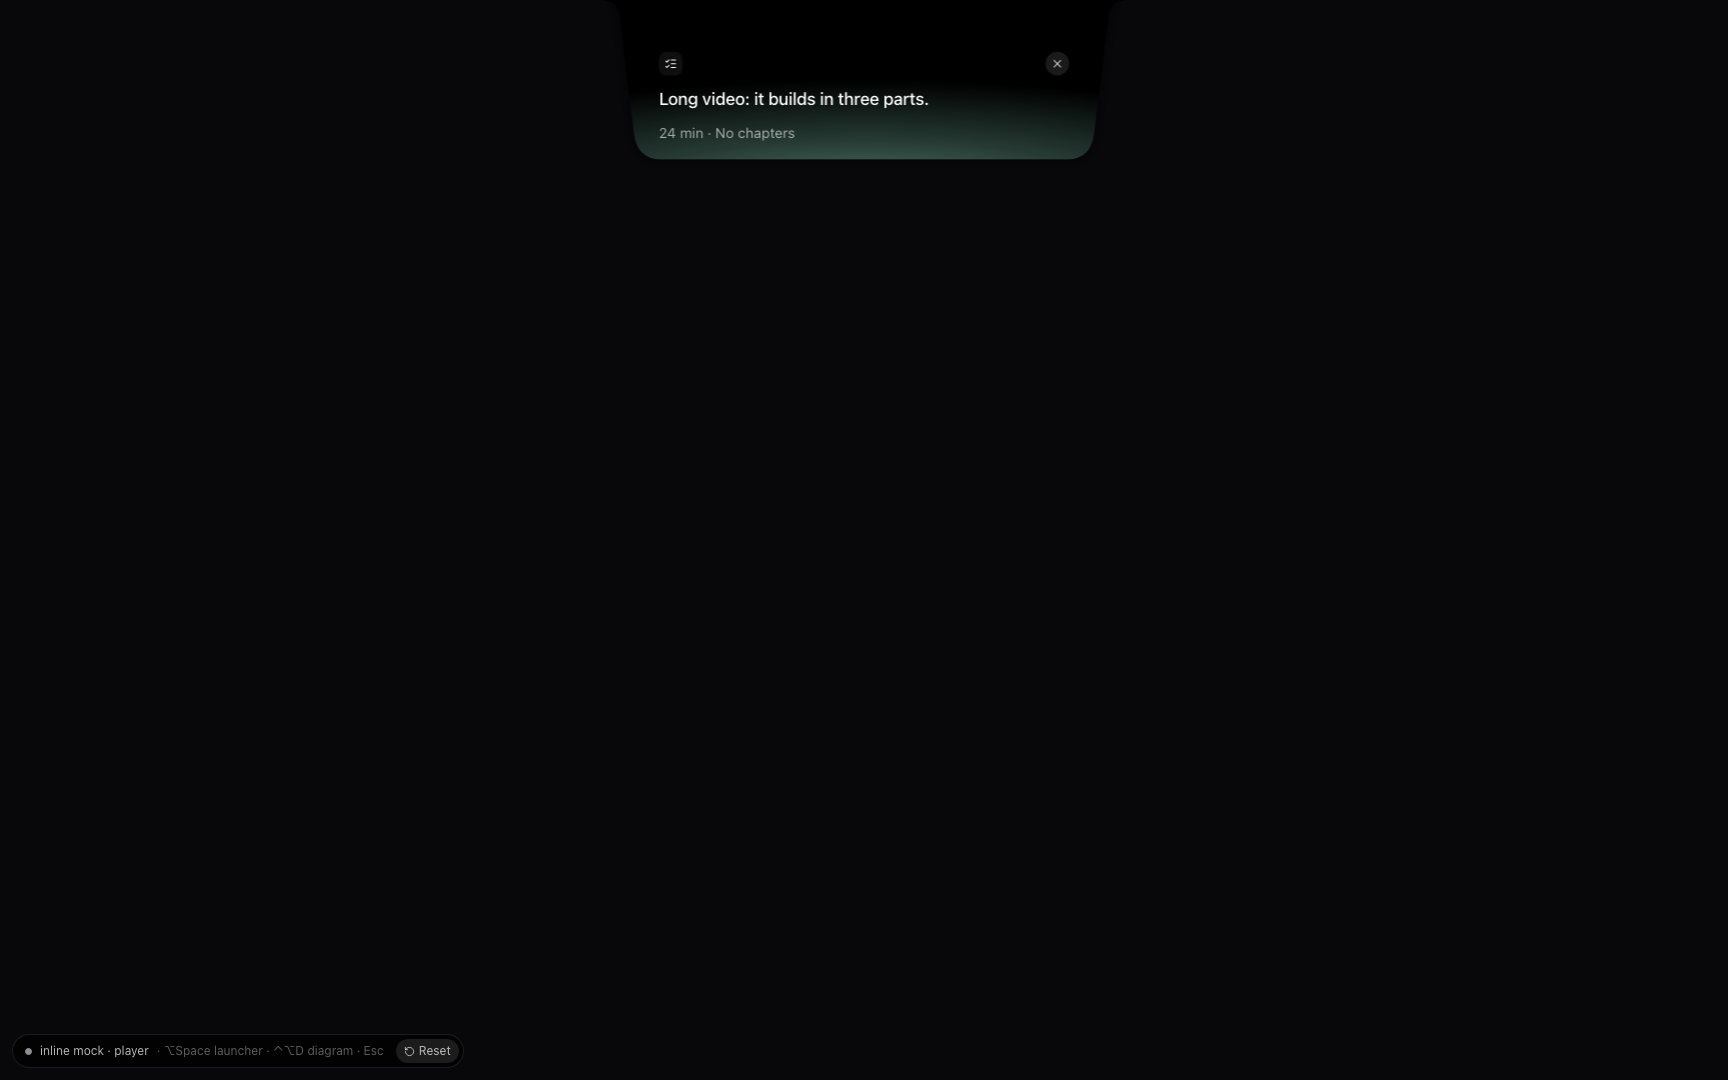 Long video: it builds in three parts.
24 min · No chapters
inline mock · player · ⌥Space launcher · ^⌥D diagram · Esc Reset